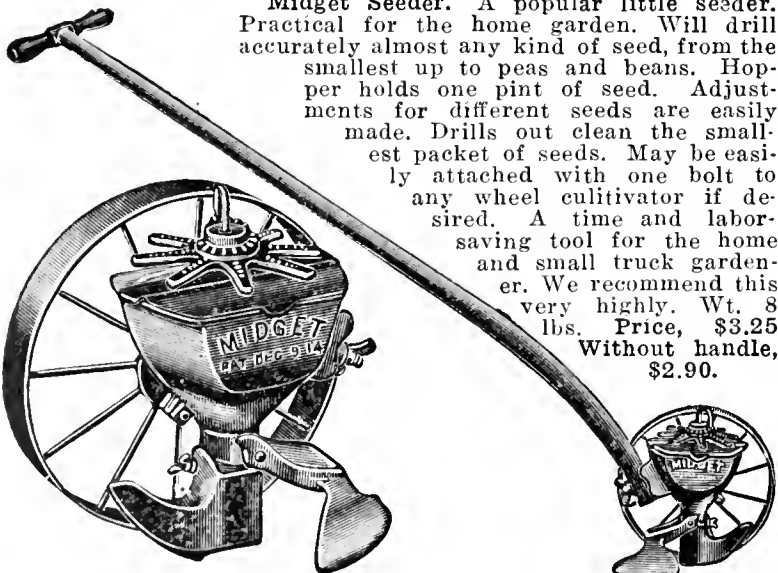 Midget Seeder. A popular little seeder.
Practical for the home garden. Will drill
accurately almost any kind of seed, from the
smallest up to peas and beans. Hop-
per holds one pint of seed. Adjust-
ments for different seeds are easily
made. Drills out clean the small-
est packet of seeds. May be easi-
ly attached with one bolt to
any wheel culitivator if de-
sired. A time and labor-
saving tool for the home
and small truck garden-
er. We recommend this
very highly. Wt. 8
lbs. Price, $3.25
Without handle,
$2.90.
MIDGET
PAT DEC 9 14
MIDGET